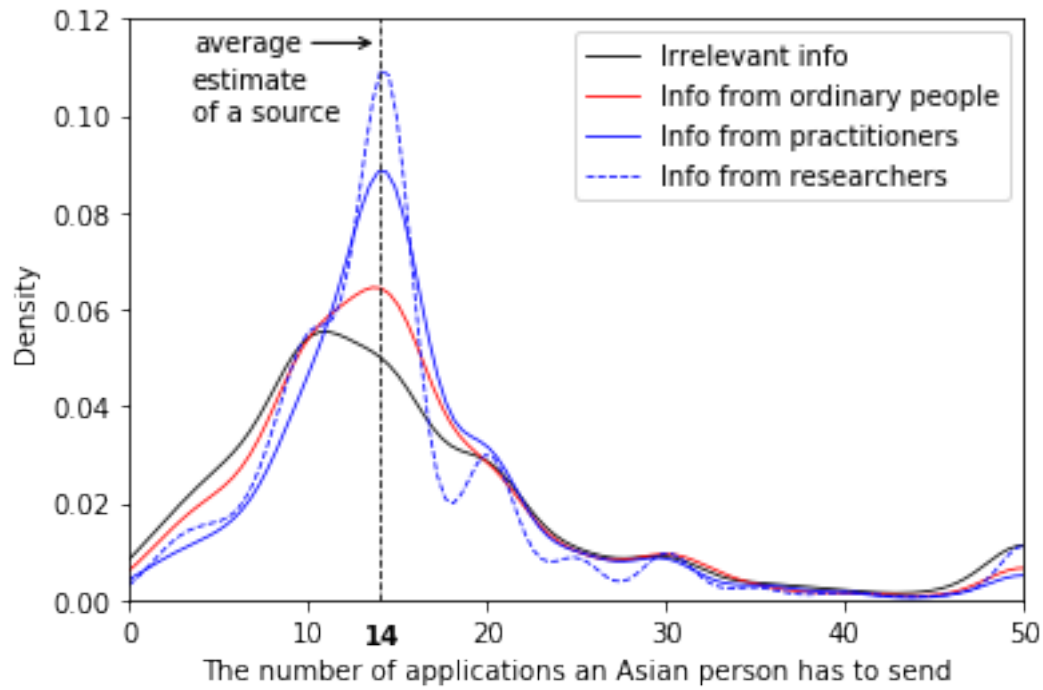 0.12
average
estimate
of a source
Irrelevant info
Info from ordinary people
Info from practitioners
Info from researchers
0.10
0.08
0.06
0.04
0.02
0.00
Density
0 10 14 20 30 40 50
The number of applications an Asian person has to send